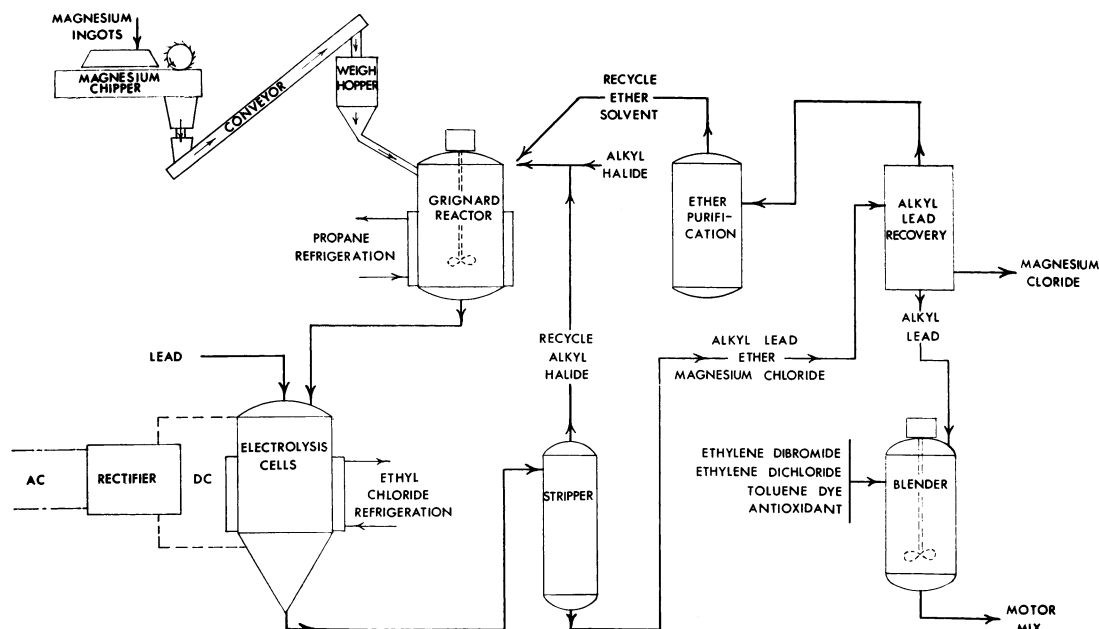 MAGNESIUM
INGOTS
MAGNESIUM
CHIPPER
CONVEYOR
WEIGH
HOPPER
RECYCLE
ETHER
SOLVENT
ALKYL
HALIDE
GRIGNARD
REACTOR
PROPANE
REFRIGERATION
ETHER
PURIFI-
CATION
ALKYL
LEAD
RECOVERY
MAGNESIUM
CLORIDE
ALKYL
LEAD
RECYCLE
ALKYL
HALIDE
ALKYL LEAD
ETHER
MAGNESIUM CHLORIDE
LEAD
AC
RECTIFIER
DC
ELECTROLYSIS
CELLS
ETHYL
CHLORIDE
REFRIGERATION
STRIPPER
ETHYLENE DIBROMIDE
ETHYLENE DICHLORIDE
TOLUENE DYE
ANTIOXIDANT
BLENDER
MOTOR
MIX